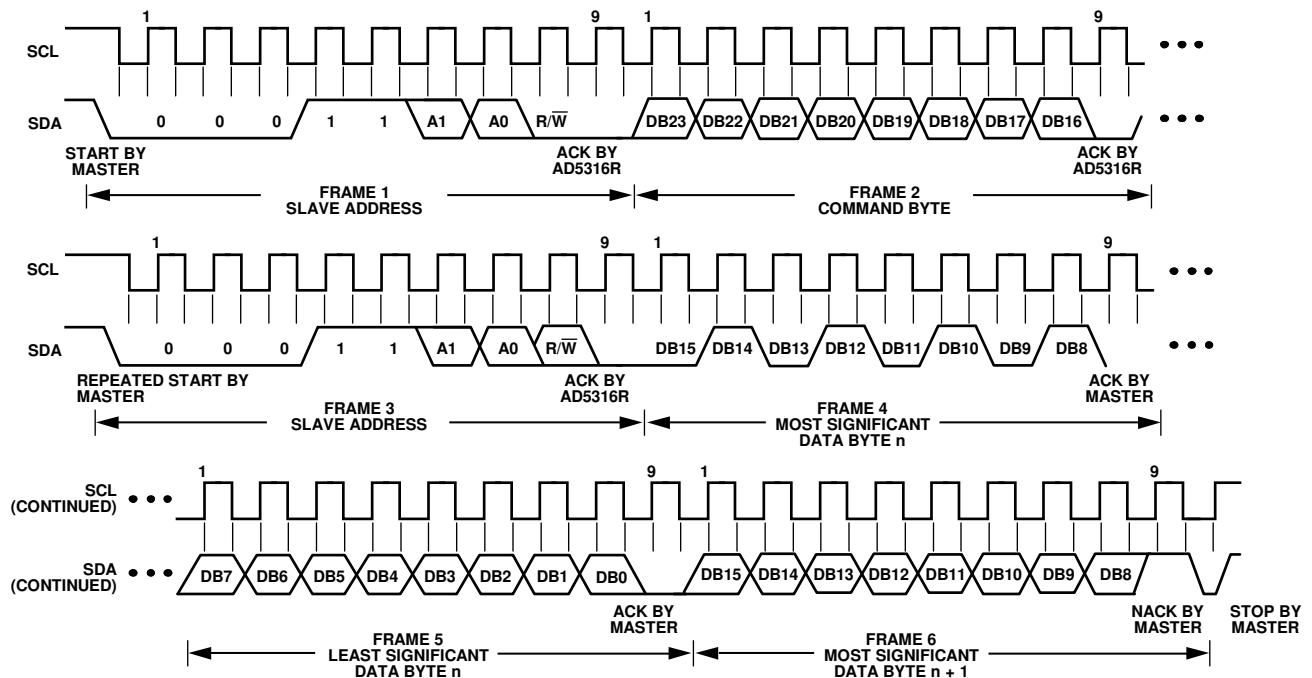 1 9 1 9
SCL
SDA 0 0 0 1 1 A1 A0 R/W̅ DB23 DB22 DB21 DB20 DB19 DB18 DB17 DB16
START BY MASTER
ACK BY AD5316R
ACK BY AD5316R
FRAME 1
SLAVE ADDRESS
FRAME 2
COMMAND BYTE
1 9 1 9
SCL
SDA 0 0 0 1 1 A1 A0 R/W̅ DB15 DB14 DB13 DB12 DB11 DB10 DB9 DB8
REPEATED START BY
MASTER
ACK BY
AD5316R
ACK BY
MASTER
FRAME 3
SLAVE ADDRESS
FRAME 4
MOST SIGNIFICANT
DATA BYTE n
1 9 1 9
SCL
(CONTINUED)
SDA
(CONTINUED)
DB7 DB6 DB5 DB4 DB3 DB2 DB1 DB0 DB15 DB14 DB13 DB12 DB11 DB10 DB9 DB8
ACK BY
MASTER
NACK BY
MASTER
STOP BY
MASTER
FRAME 5
LEAST SIGNIFICANT
DATA BYTE n
FRAME 6
MOST SIGNIFICANT
DATA BYTE n + 1